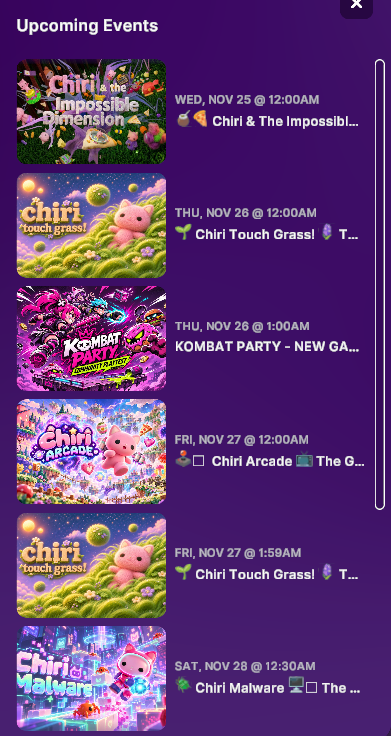 Upcoming Events
Chiri & the
Impossible
Dimension
WED, NOV 25 @ 12:00AM
🧉🍕 Chiri & The Impossibl...
chiri
touch grass!
THU, NOV 26 @ 12:00AM
🌱 Chiri Touch Grass! 🪻 T...
KOMBAT
PARTY
COMMUNITY PLAYTEST
THU, NOV 26 @ 1:00AM
KOMBAT PARTY - NEW GA...
Chiri
ARCADE
FRI, NOV 27 @ 12:00AM
🕹️□ Chiri Arcade 📺 The G...
chiri
touch grass!
FRI, NOV 27 @ 1:59AM
🌱 Chiri Touch Grass! 🪻 T...
Chiri
Malware
SAT, NOV 28 @ 12:30AM
🪲 Chiri Malware 🖥️□ The ...